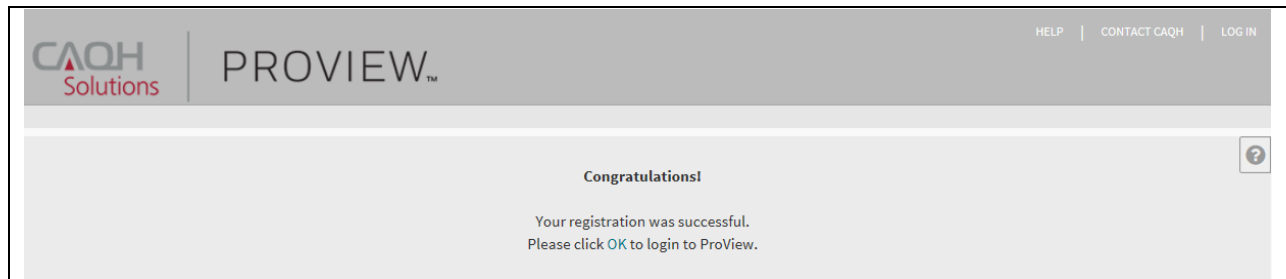 HELP | CONTACT CAQH | LOG IN
CAQH
Solutions
PROVIEW™
Congratulations!
Your registration was successful.
Please click OK to login to ProView.
?